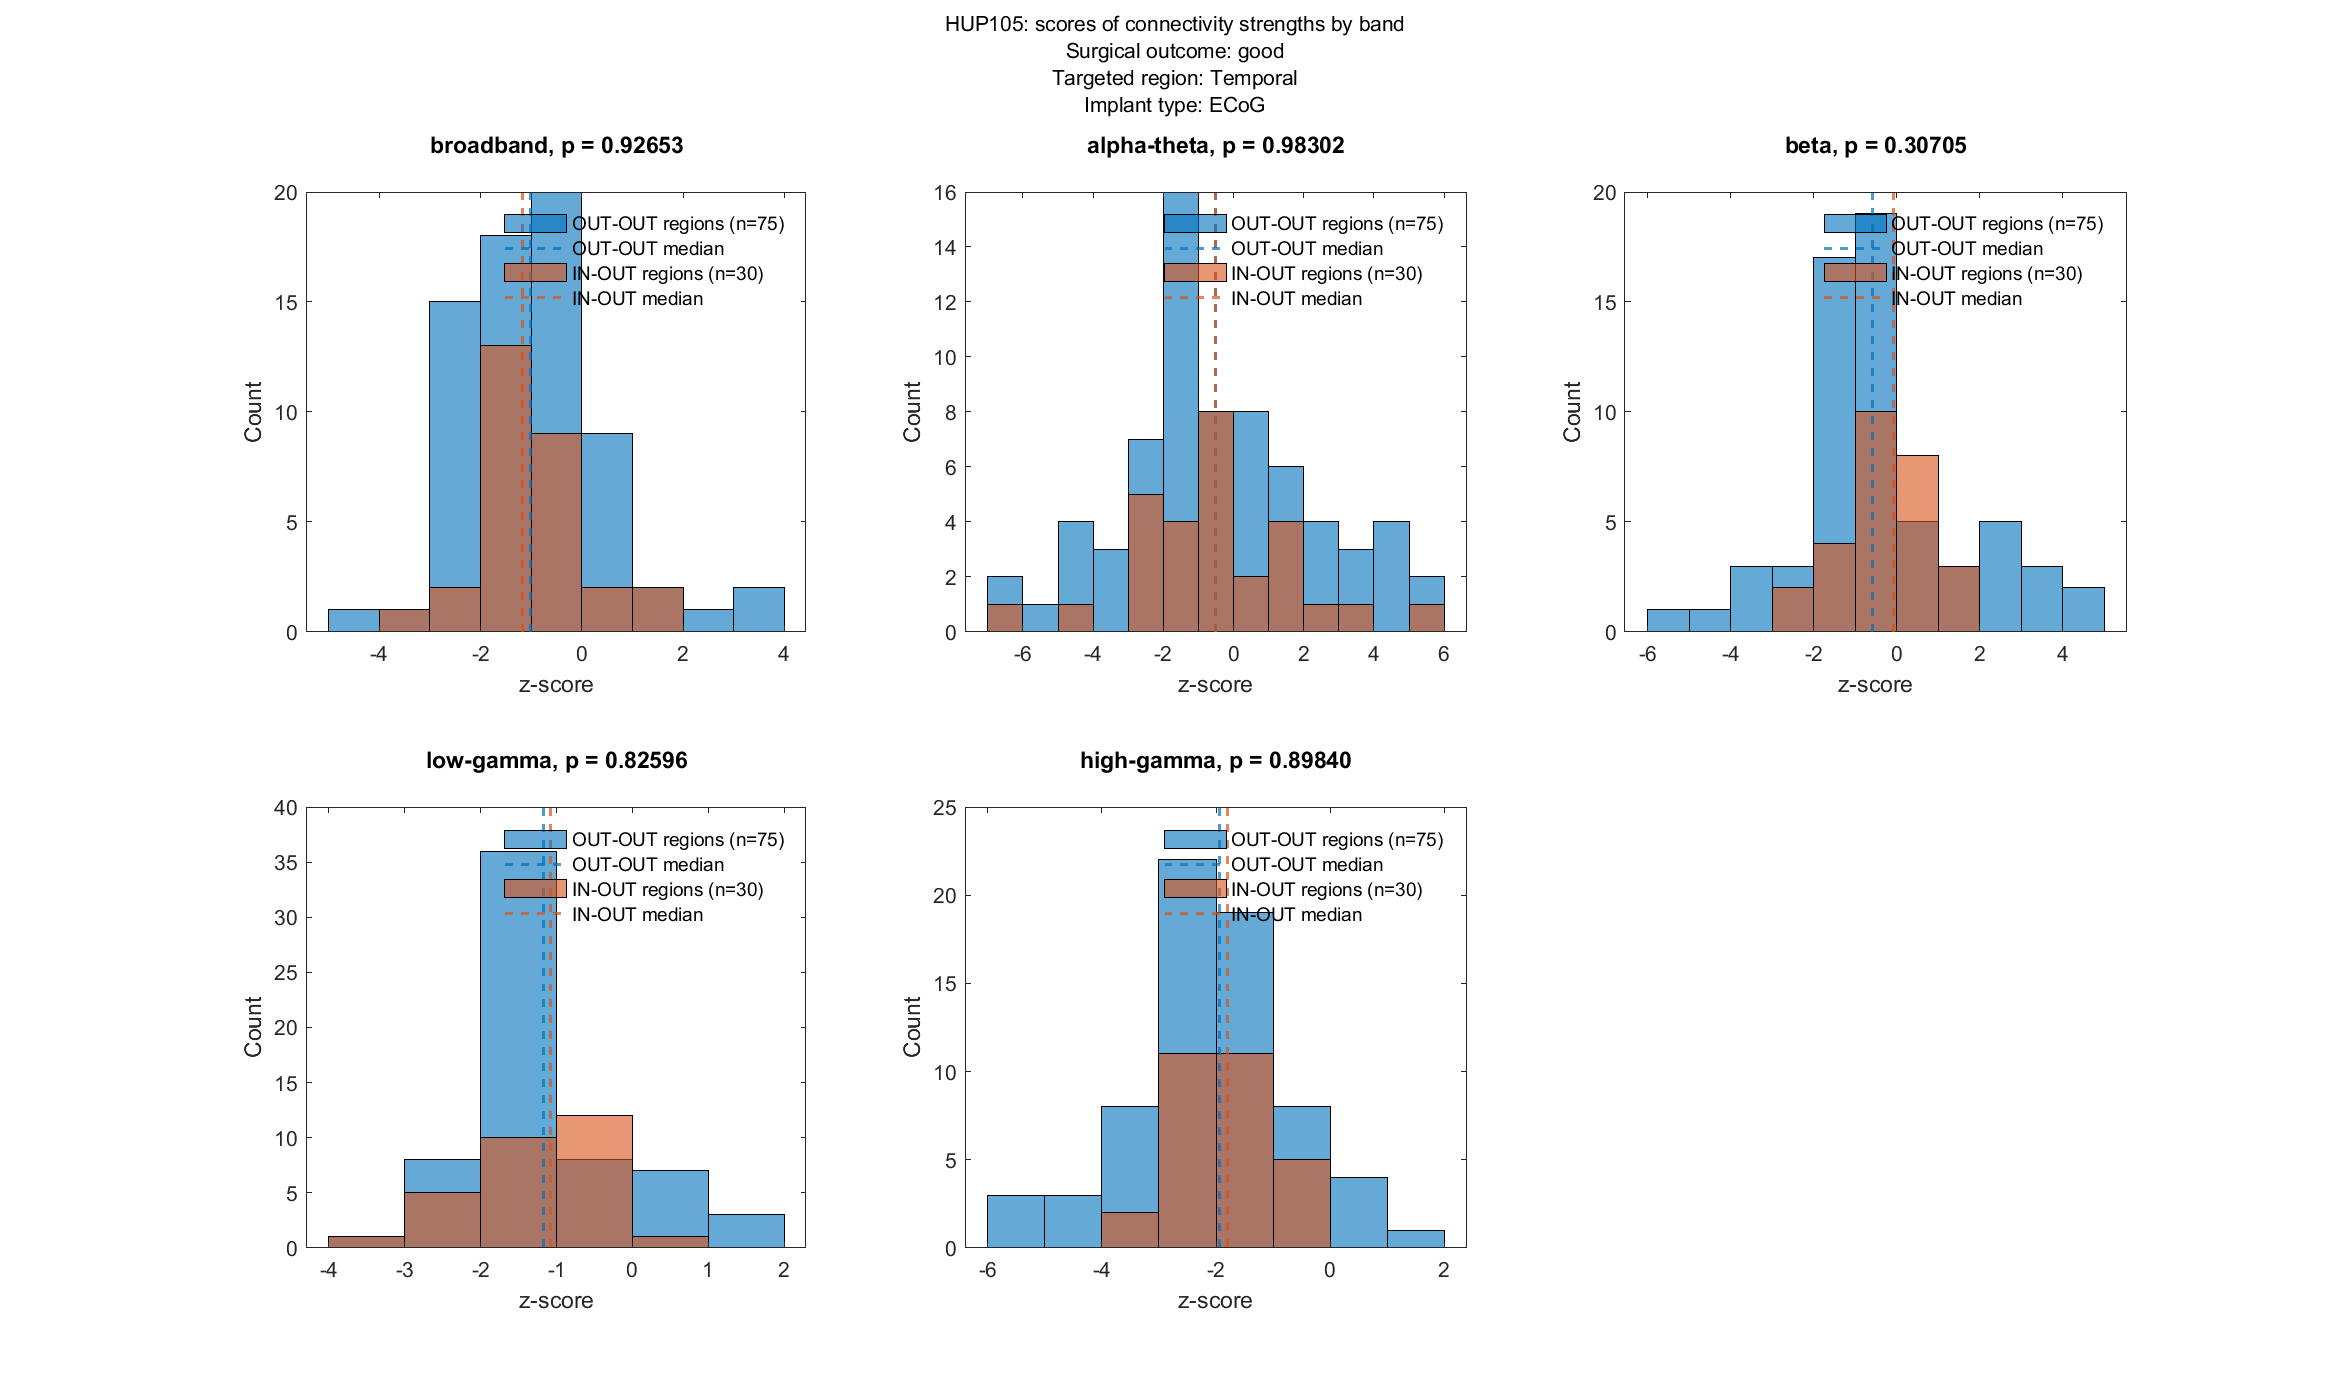 HUP105: scores of connectivity strengths by band
Surgical outcome: good
Targeted region: Temporal
Implant type: ECoG
broadband, p = 0.92653
20
15
10
5
0
Count
-4
-2
0
2
4
z-score
OUT-OUT regions (n=75)
OUT-OUT median
IN-OUT regions (n=30)
IN-OUT median
alpha-theta, p = 0.98302
16
14
12
10
8
6
4
2
0
Count
-6
-4
-2
0
2
4
6
z-score
OUT-OUT regions (n=75)
OUT-OUT median
IN-OUT regions (n=30)
IN-OUT median
beta, p = 0.30705
20
15
10
5
0
Count
-6
-4
-2
0
2
4
z-score
OUT-OUT regions (n=75)
OUT-OUT median
IN-OUT regions (n=30)
IN-OUT median
low-gamma, p = 0.82596
40
35
30
25
20
15
10
5
0
Count
-4
-3
-2
-1
0
1
2
z-score
OUT-OUT regions (n=75)
OUT-OUT median
IN-OUT regions (n=30)
IN-OUT median
high-gamma, p = 0.89840
25
20
15
10
5
0
Count
-6
-4
-2
0
2
z-score
OUT-OUT regions (n=75)
OUT-OUT median
IN-OUT regions (n=30)
IN-OUT median